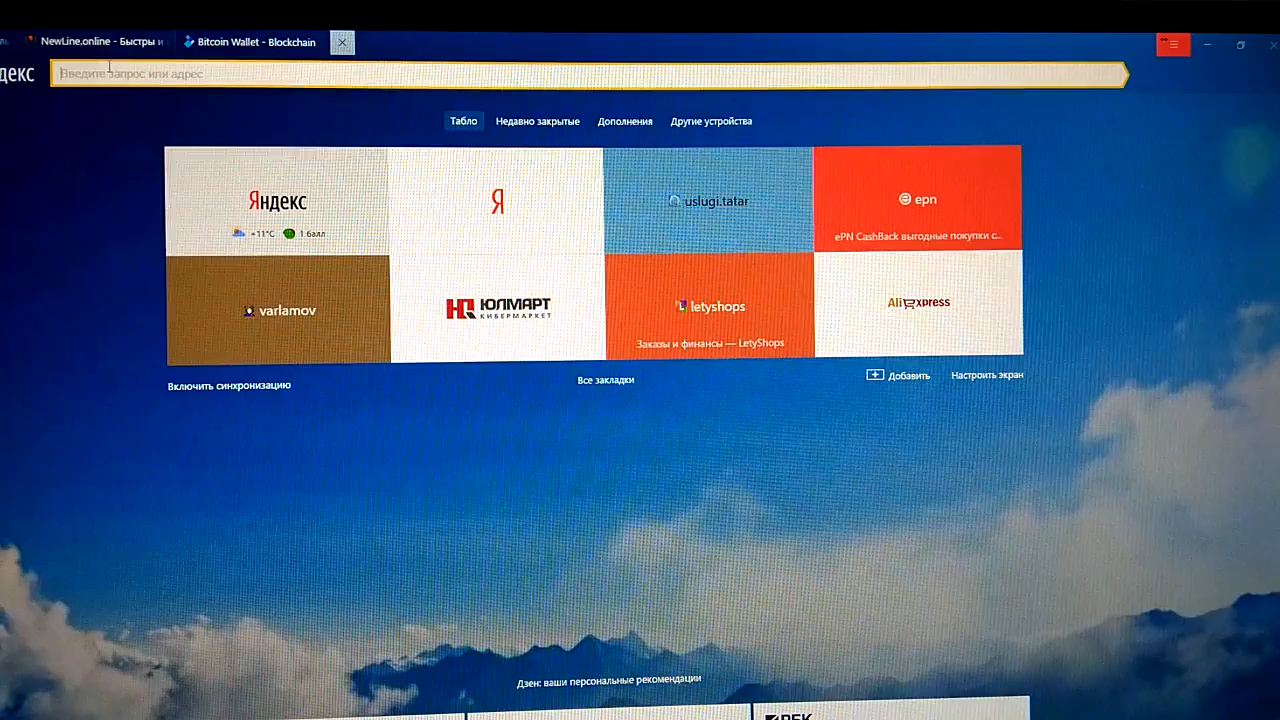 NewLine.online - Быстры и
Bitcoin Wallet - Blockchain
декс
Введите запрос или адрес
Табло
Недавно закрытые
Дополнения
Другие устройства
Яндекс
+11°C
1 балл
Я
uslugi.tatar
epn
ePN CashBack выгодные покупки с...
varlamov
ЮЛМАРТ
КИБЕРМАРКЕТ
letyshops
Заказы и финансы — LetyShops
AliExpress
Включить синхронизацию
Все закладки
Добавить
Настроить экран
Дзен: ваши персональные рекомендации
РБК